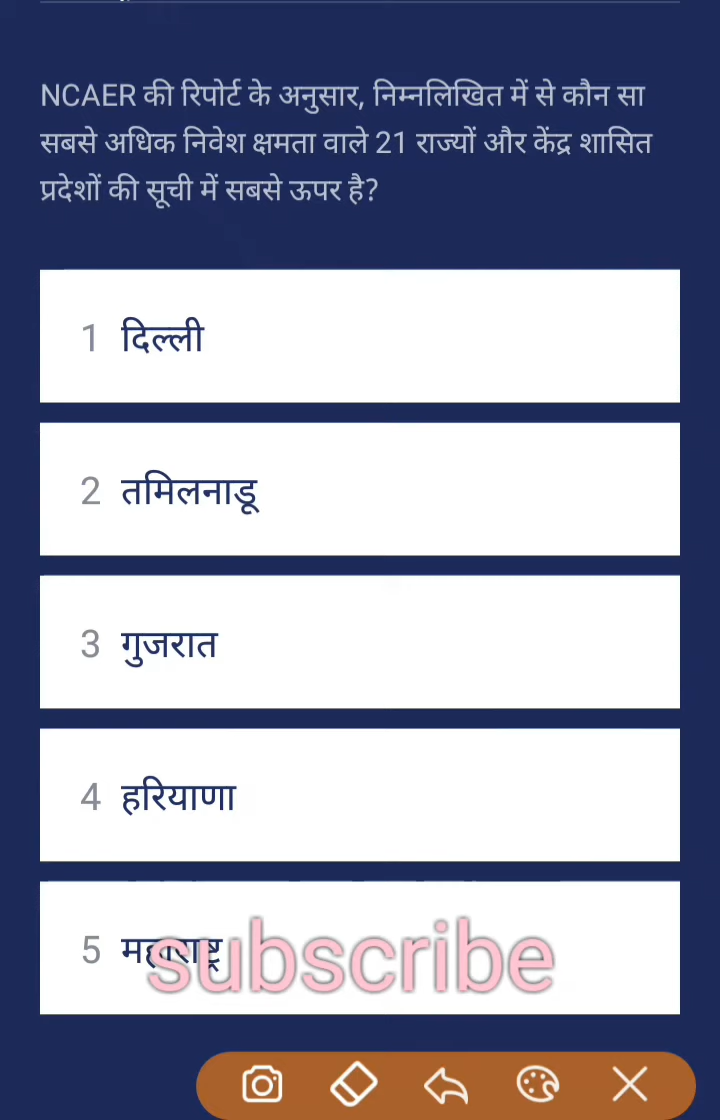 NCAER की रिपोर्ट के अनुसार, निम्नलिखित में से कौन सा
सबसे अधिक निवेश क्षमता वाले 21 राज्यों और केंद्र शासित
प्रदेशों की सूची में सबसे ऊपर है?
1 दिल्ली
2 तमिलनाडू
3 गुजरात
4 हरियाणा
5 महाराष्ट्र
subscribe